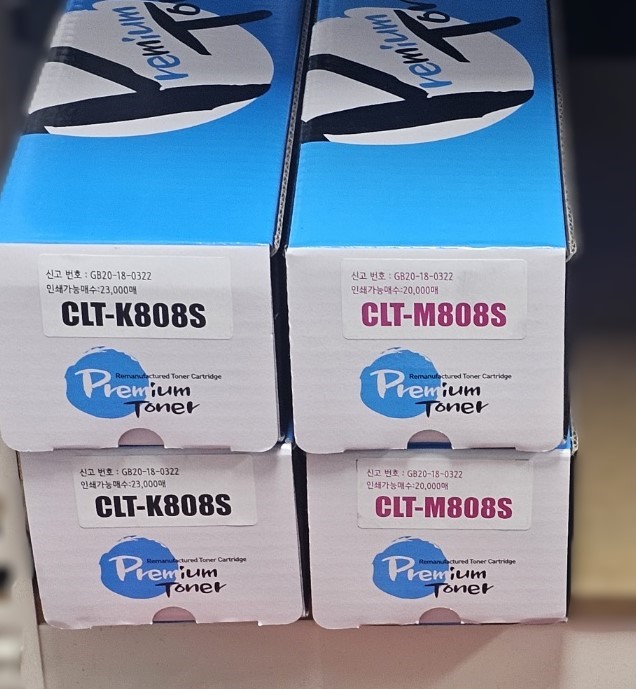 Premium
To
Premium
To
신고 번호 : GB20-18-0322
인쇄가능매수:23,000매
CLT-K808S
Remanufactured Toner Cartridge
Premium
Toner
신고 번호 : GB20-18-0322
인쇄가능매수:20,000매
CLT-M808S
Remanufactured Toner Cartridge
Premium
Toner
신고 번호 : GB20-18-0322
인쇄가능매수:23,000매
CLT-K808S
Remanufactured Toner Cartridge
Premium
Toner
신고 번호 : GB20-18-0322
인쇄가능매수:20,000매
CLT-M808S
Remanufactured Toner Cartridge
Premium
Toner